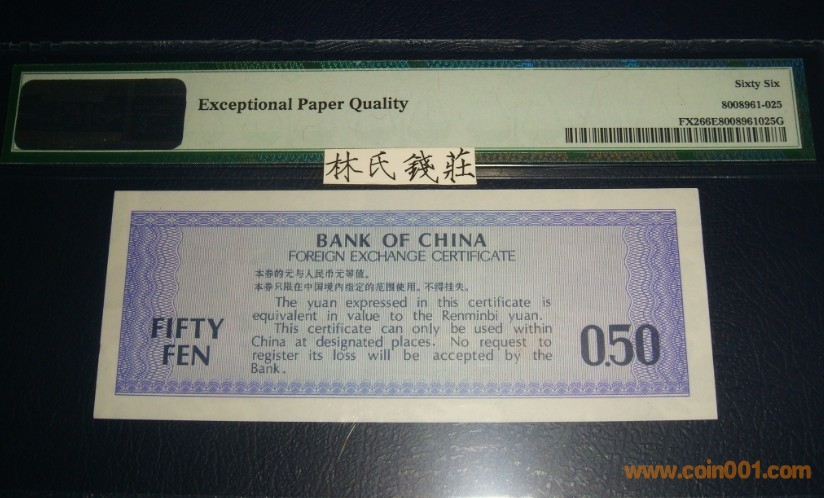 Exceptional Paper Quality
Sixty Six
8008961-025
FX266E8008961025G
林氏錢莊
BANK OF CHINA
FOREIGN EXCHANGE CERTIFICATE
本券的元与人民币元等值。
本券只限在中国境内指定的范围使用。不得挂失。
The yuan expressed in this certificate is
equivalent in value to the Renminbi yuan.
This certificate can only be used within
China at designated places. No request to
register its loss will be accepted by the
Bank.
FIFTY
FEN
0.50
www.coin001.com